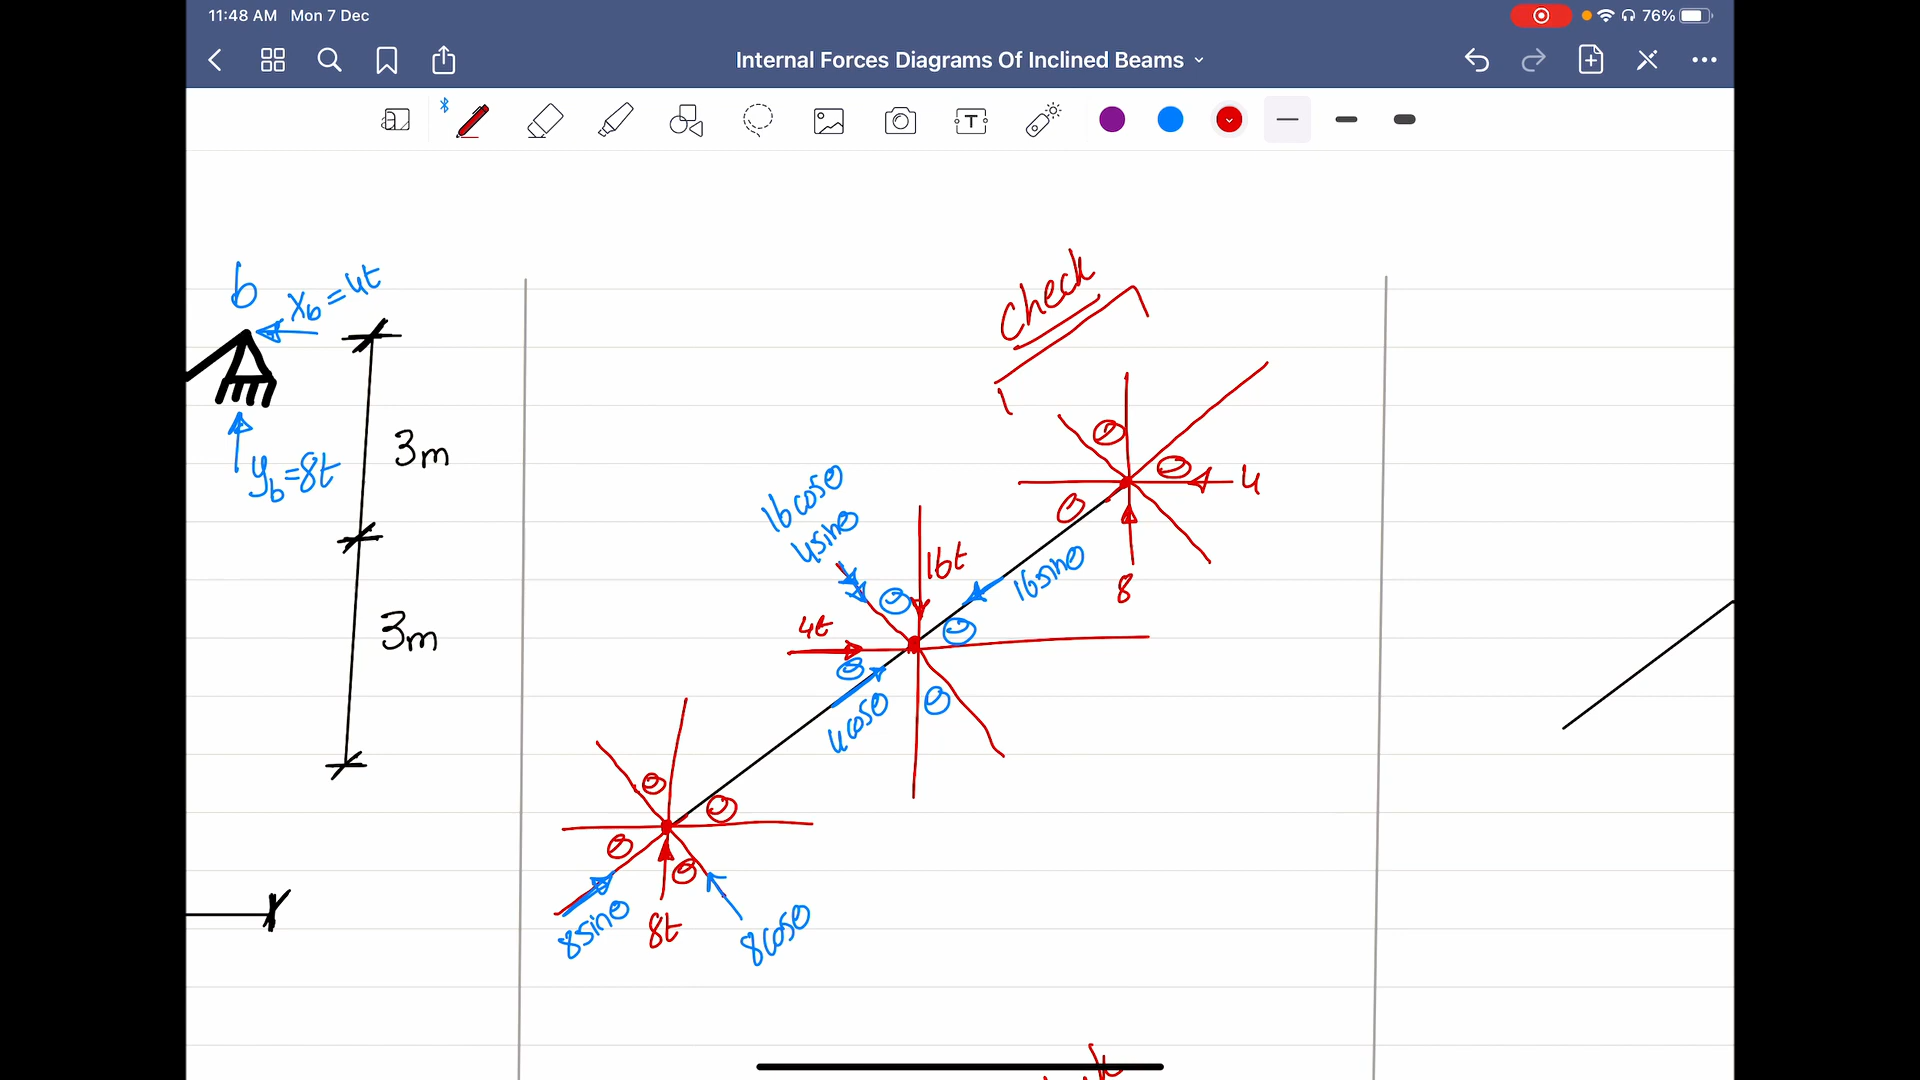 11:48 AM Mon 7 Dec
76%
Internal Forces Diagrams Of Inclined Beams
b
Xb = 4t
yb = 8t
3m
3m
check
θ
θ
θ
4
8
16cosθ
4sinθ
16t
16sinθ
θ
θ
4t
θ
θ
4cosθ
θ
θ
θ
θ
8sinθ
8t
8cosθ